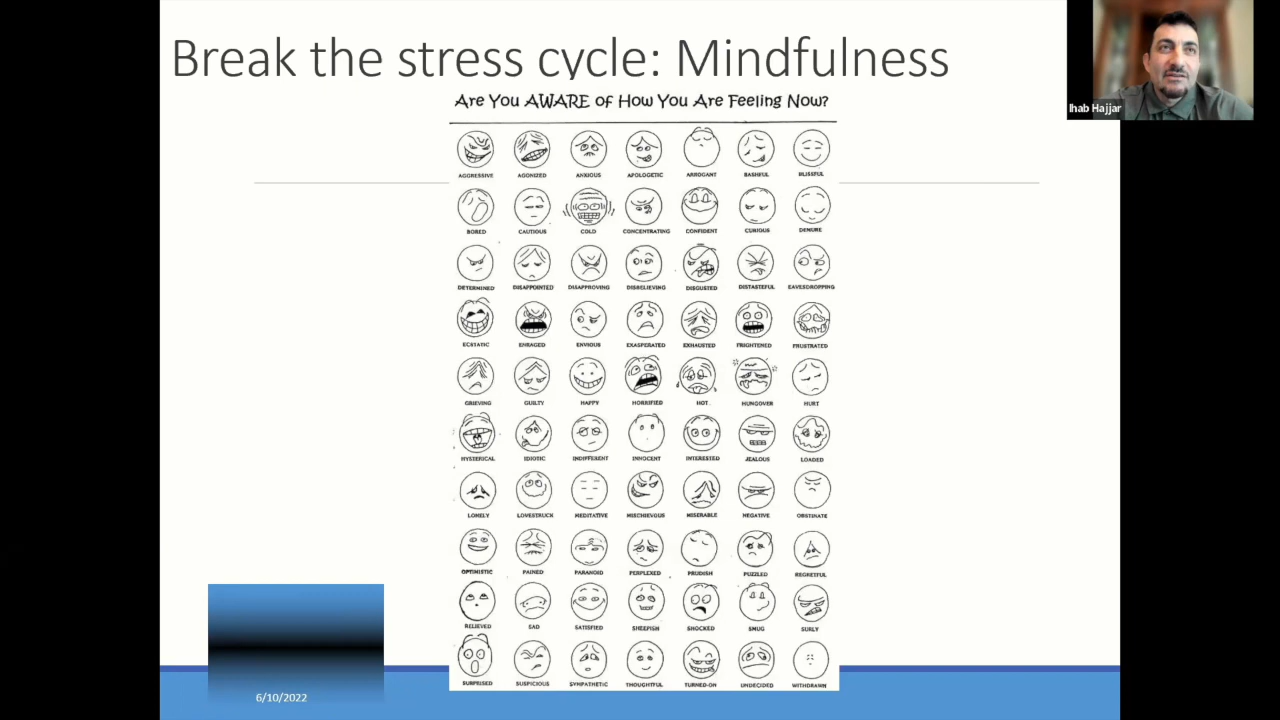 Break the stress cycle: Mindfulness
Ihab Hajjar
Are You AWARE of How You Are Feeling Now?
AGGRESSIVE AGONIZED ANXIOUS APOLOGETIC ARROGANT BASHFUL BLISSFUL
BORED CAUTIOUS COLD CONCENTRATING CONFIDENT CURIOUS DEMURE
DETERMINED DISAPPOINTED DISAPPROVING DISBELIEVING DISGUSTED DISTASTEFUL EAVESDROPPING
ECSTATIC ENRAGED ENVIOUS EXASPERATED EXHAUSTED FRIGHTENED FRUSTRATED
GRIEVING GUILTY HAPPY HORRIFIED HOT HUNGOVER HURT
HYSTERICAL IDIOTIC INDIFFERENT INNOCENT INTERESTED JEALOUS LOADED
LONELY LOVESTRUCK MEDITATIVE MISCHIEVOUS MISERABLE NEGATIVE OBSTINATE
OPTIMISTIC PAINED PARANOID PERPLEXED PRUDISH PUZZLED REGRETFUL
RELIEVED SAD SATISFIED SHEEPISH SHOCKED SMUG SURLY
SURPRISED SUSPICIOUS SYMPATHETIC THOUGHTFUL TURNED-ON UNDECIDED WITHDRAWN
6/10/2022